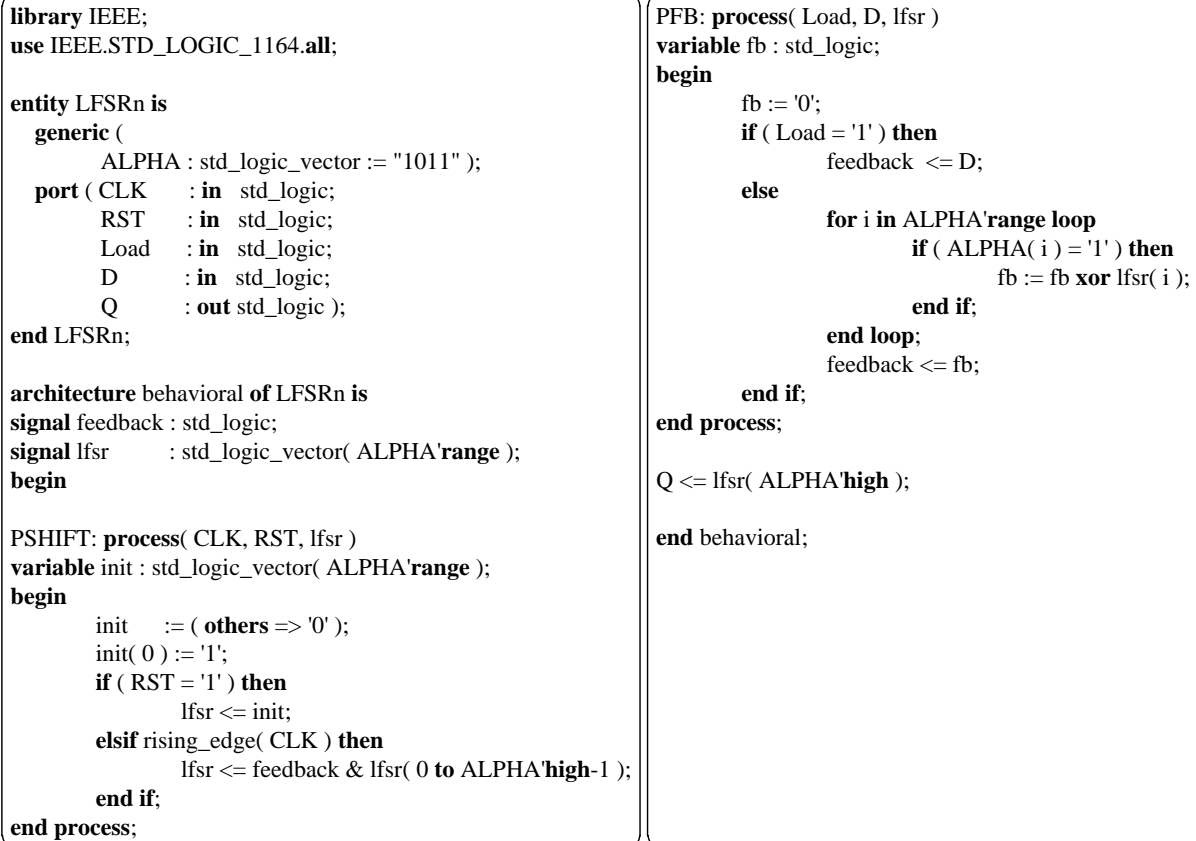 library IEEE;
use IEEE.STD_LOGIC_1164.all;
entity LFSRn is
generic (
ALPHA : std_logic_vector := "1011" );
port ( CLK : in std_logic;
RST : in std_logic;
Load : in std_logic;
D : in std_logic;
Q : out std_logic );
end LFSRn;
architecture behavioral of LFSRn is
signal feedback : std_logic;
signal lfsr : std_logic_vector( ALPHA'range );
begin
PSHIFT: process( CLK, RST, lfsr )
variable init : std_logic_vector( ALPHA'range );
begin
init := ( others => '0' );
init( 0 ) := '1';
if ( RST = '1' ) then
lfsr <= init;
elsif rising_edge( CLK ) then
lfsr <= feedback & lfsr( 0 to ALPHA'high-1 );
end if;
end process;
PFB: process( Load, D, lfsr )
variable fb : std_logic;
begin
fb := '0';
if ( Load = '1' ) then
feedback <= D;
else
for i in ALPHA'range loop
if ( ALPHA( i ) = '1' ) then
fb := fb xor lfsr( i );
end if;
end loop;
feedback <= fb;
end if;
end process;
Q <= lfsr( ALPHA'high );
end behavioral;